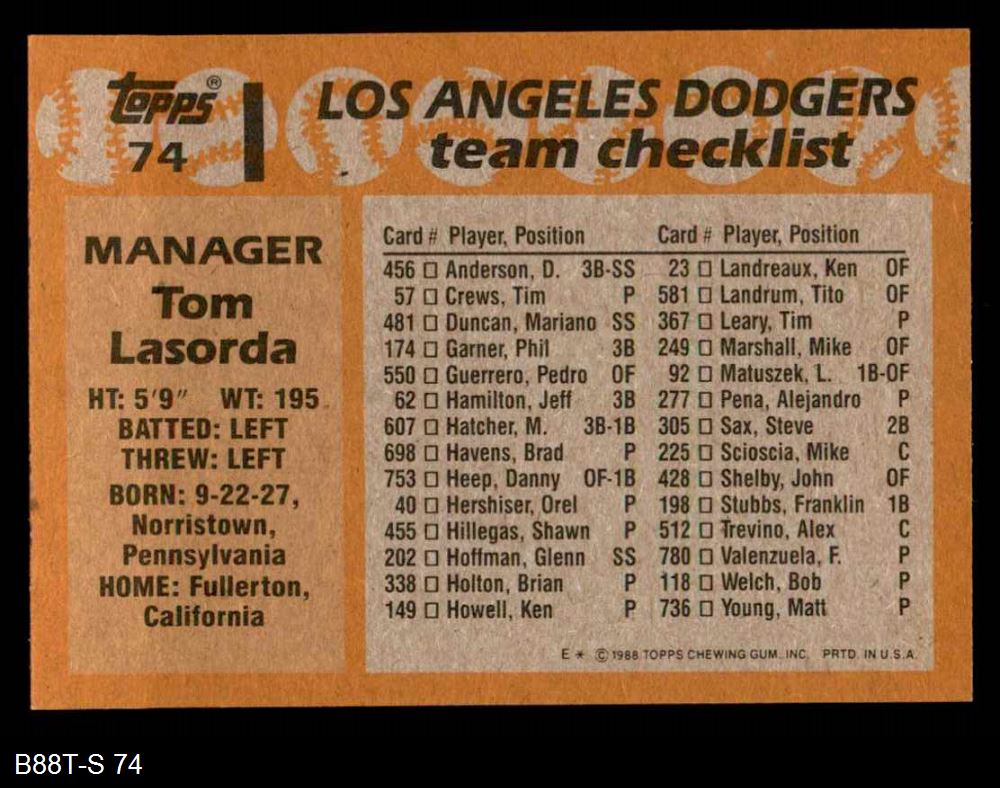 topps®
74
LOS ANGELES DODGERS
team checklist
MANAGER
Tom
Lasorda
HT: 5'9" WT: 195
BATTED: LEFT
THREW: LEFT
BORN: 9-22-27,
Norristown,
Pennsylvania
HOME: Fullerton,
California
Card # Player, Position
456 □ Anderson, D. 3B-SS
57 □ Crews, Tim P
481 □ Duncan, Mariano SS
174 □ Garner, Phil 3B
550 □ Guerrero, Pedro OF
62 □ Hamilton, Jeff 3B
607 □ Hatcher, M. 3B-1B
698 □ Havens, Brad P
753 □ Heep, Danny OF-1B
40 □ Hershiser, Orel P
455 □ Hillegas, Shawn P
202 □ Hoffman, Glenn SS
338 □ Holton, Brian P
149 □ Howell, Ken P
Card # Player, Position
23 □ Landreaux, Ken OF
581 □ Landrum, Tito OF
367 □ Leary, Tim P
249 □ Marshall, Mike OF
92 □ Matuszek, L. 1B-OF
277 □ Pena, Alejandro P
305 □ Sax, Steve 2B
225 □ Scioscia, Mike C
428 □ Shelby, John OF
198 □ Stubbs, Franklin 1B
512 □ Trevino, Alex C
780 □ Valenzuela, F. P
118 □ Welch, Bob P
736 □ Young, Matt P
E * © 1988 TOPPS CHEWING GUM, INC. PRTD. IN U.S.A.
B88T-S 74